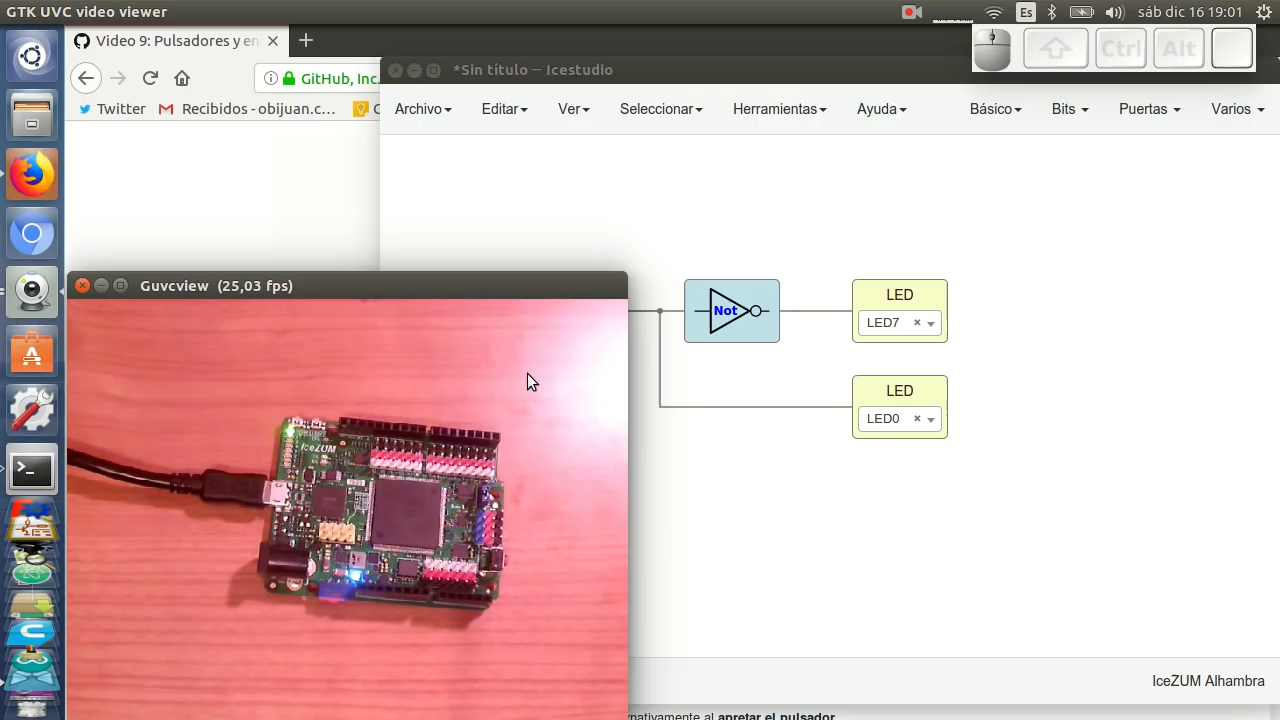 GTK UVC video viewer
Es
sáb dic 16 19:01
Video 9: Pulsadores y en
GitHub, Inc.
Twitter
Recibidos - obijuan.c…
*Sin título — Icestudio
Ctrl
Alt
Archivo
Editar
Ver
Seleccionar
Herramientas
Ayuda
Básico
Bits
Puertas
Varios
Guvcview (25,03 fps)
Not
LED
LED7
LED
LED0
IceZUM
IceZUM Alhambra
rnativamente al apretar el pulsador.